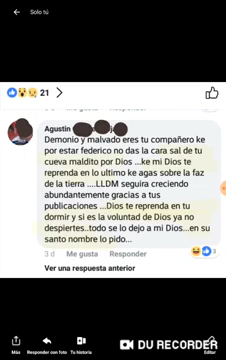 Solo tú
21
Me gusta Responder
Agustin
Demonio y malvado eres tu compañero ke
por estar federico no das la cara sal de tu
cueva maldito por Dios ...ke mi Dios te
reprenda en lo ultimo ke agas sobre la faz
de la tierra ....LLDM seguira creciendo
abundantemente gracias a tus
publicaciones ...Dios te reprenda en tu
dormir y si es la voluntad de Dios ya no
despiertes..todo se lo dejo a mi Dios...en su
santo nombre lo pido...
3 d Me gusta Responder
3
Ver una respuesta anterior
Más Responder con foto Tu historia Editar
DU RECORDER